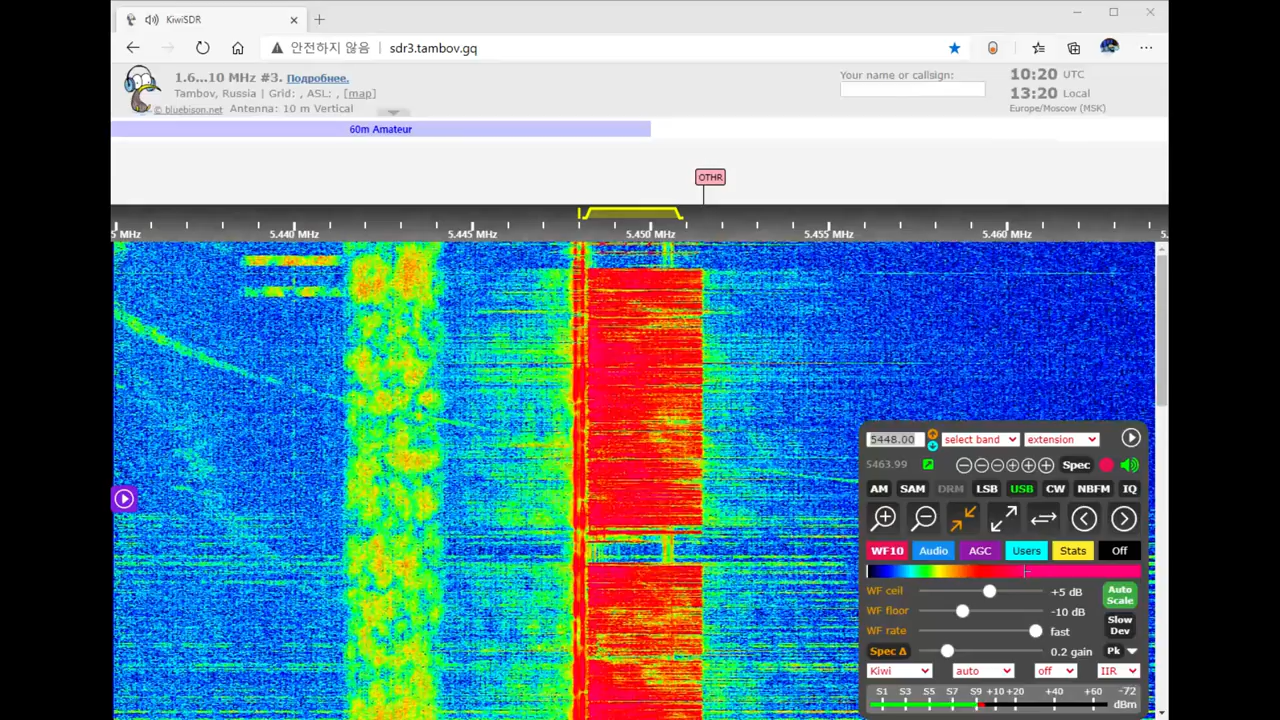 KiwiSDR
안전하지 않음
sdr3.tambov.gq
1.6...10 MHz #3. Подробнее.
Tambov, Russia | Grid: , ASL: , [map]
© bluebison.net
Antenna: 10 m Vertical
Your name or callsign:
10:20 UTC
13:20 Local
Europe/Moscow (MSK)
60m Amateur
OTHR
5 MHz 5.440 MHz 5.445 MHz 5.450 MHz 5.455 MHz 5.460 MHz 5.
5448.00 select band extension
5463.99 Spec
AM SAM DRM LSB USB CW NBFM IQ
WF10 Audio AGC Users Stats Off
WF ceil +5 dB Auto Scale
WF floor -10 dB
WF rate fast Slow Dev
Spec Δ 0.2 gain Pk
Kiwi auto off IIR
S1 S3 S5 S7 S9 +10 +20 +40 +60 -72 dBm